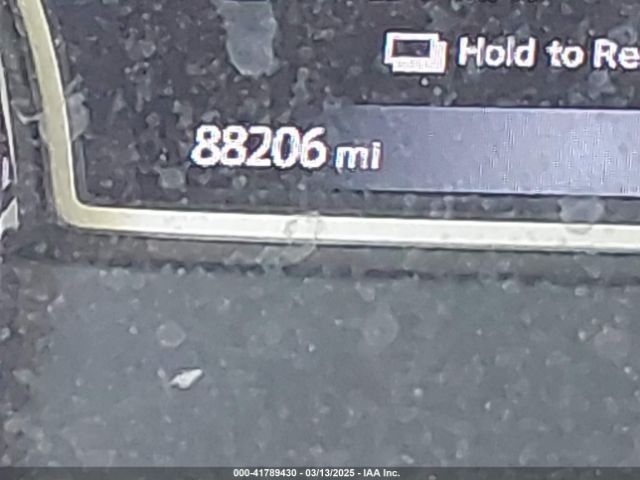 Hold to Re
88206 mi
000-41789430 - 03/13/2025 - IAA Inc.